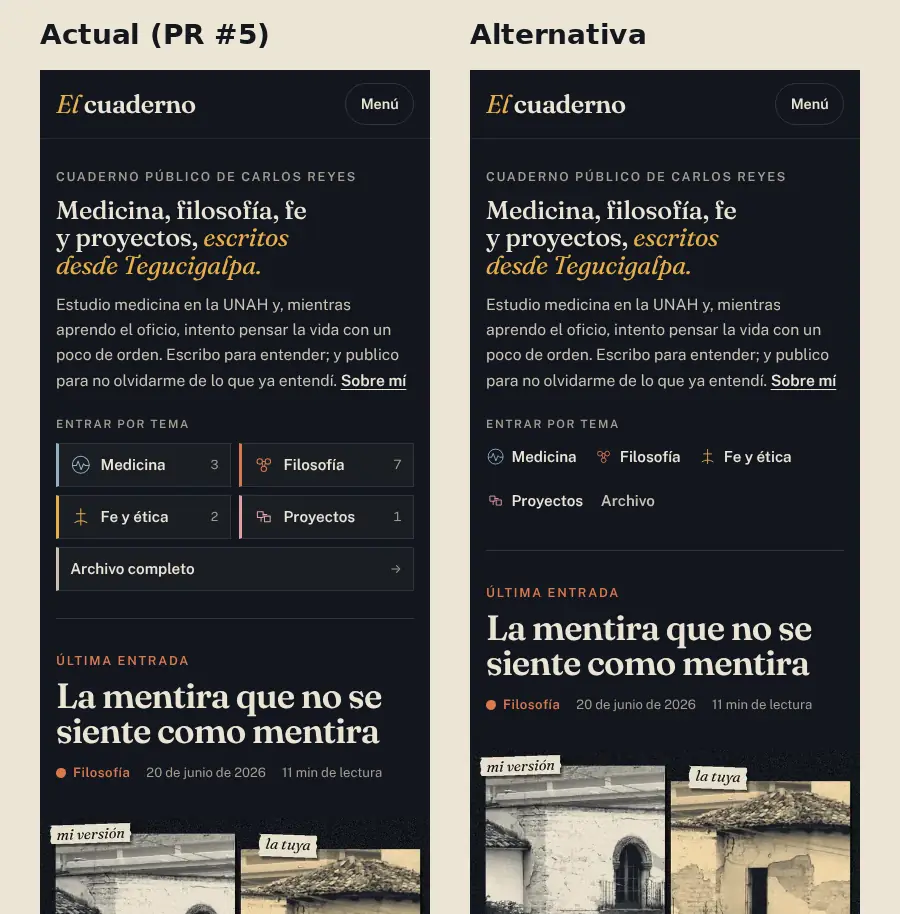 Actual (PR #5)
El cuaderno
Menú
CUADERNO PÚBLICO DE CARLOS REYES
Medicina, filosofía, fe
y proyectos, escritos
desde Tegucigalpa.
Estudio medicina en la UNAH y, mientras
aprendo el oficio, intento pensar la vida con un
poco de orden. Escribo para entender; y publico
para no olvidarme de lo que ya entendí. Sobre mí
ENTRAR POR TEMA
Medicina 3
Filosofía 7
Fe y ética 2
Proyectos 1
Archivo completo →
ÚLTIMA ENTRADA
La mentira que no se
siente como mentira
Filosofía 20 de junio de 2026 11 min de lectura
mi versión
la tuya
Alternativa
El cuaderno
Menú
CUADERNO PÚBLICO DE CARLOS REYES
Medicina, filosofía, fe
y proyectos, escritos
desde Tegucigalpa.
Estudio medicina en la UNAH y, mientras
aprendo el oficio, intento pensar la vida con un
poco de orden. Escribo para entender; y publico
para no olvidarme de lo que ya entendí. Sobre mí
ENTRAR POR TEMA
Medicina Filosofía Fe y ética
Proyectos Archivo
ÚLTIMA ENTRADA
La mentira que no se
siente como mentira
Filosofía 20 de junio de 2026 11 min de lectura
mi versión
la tuya